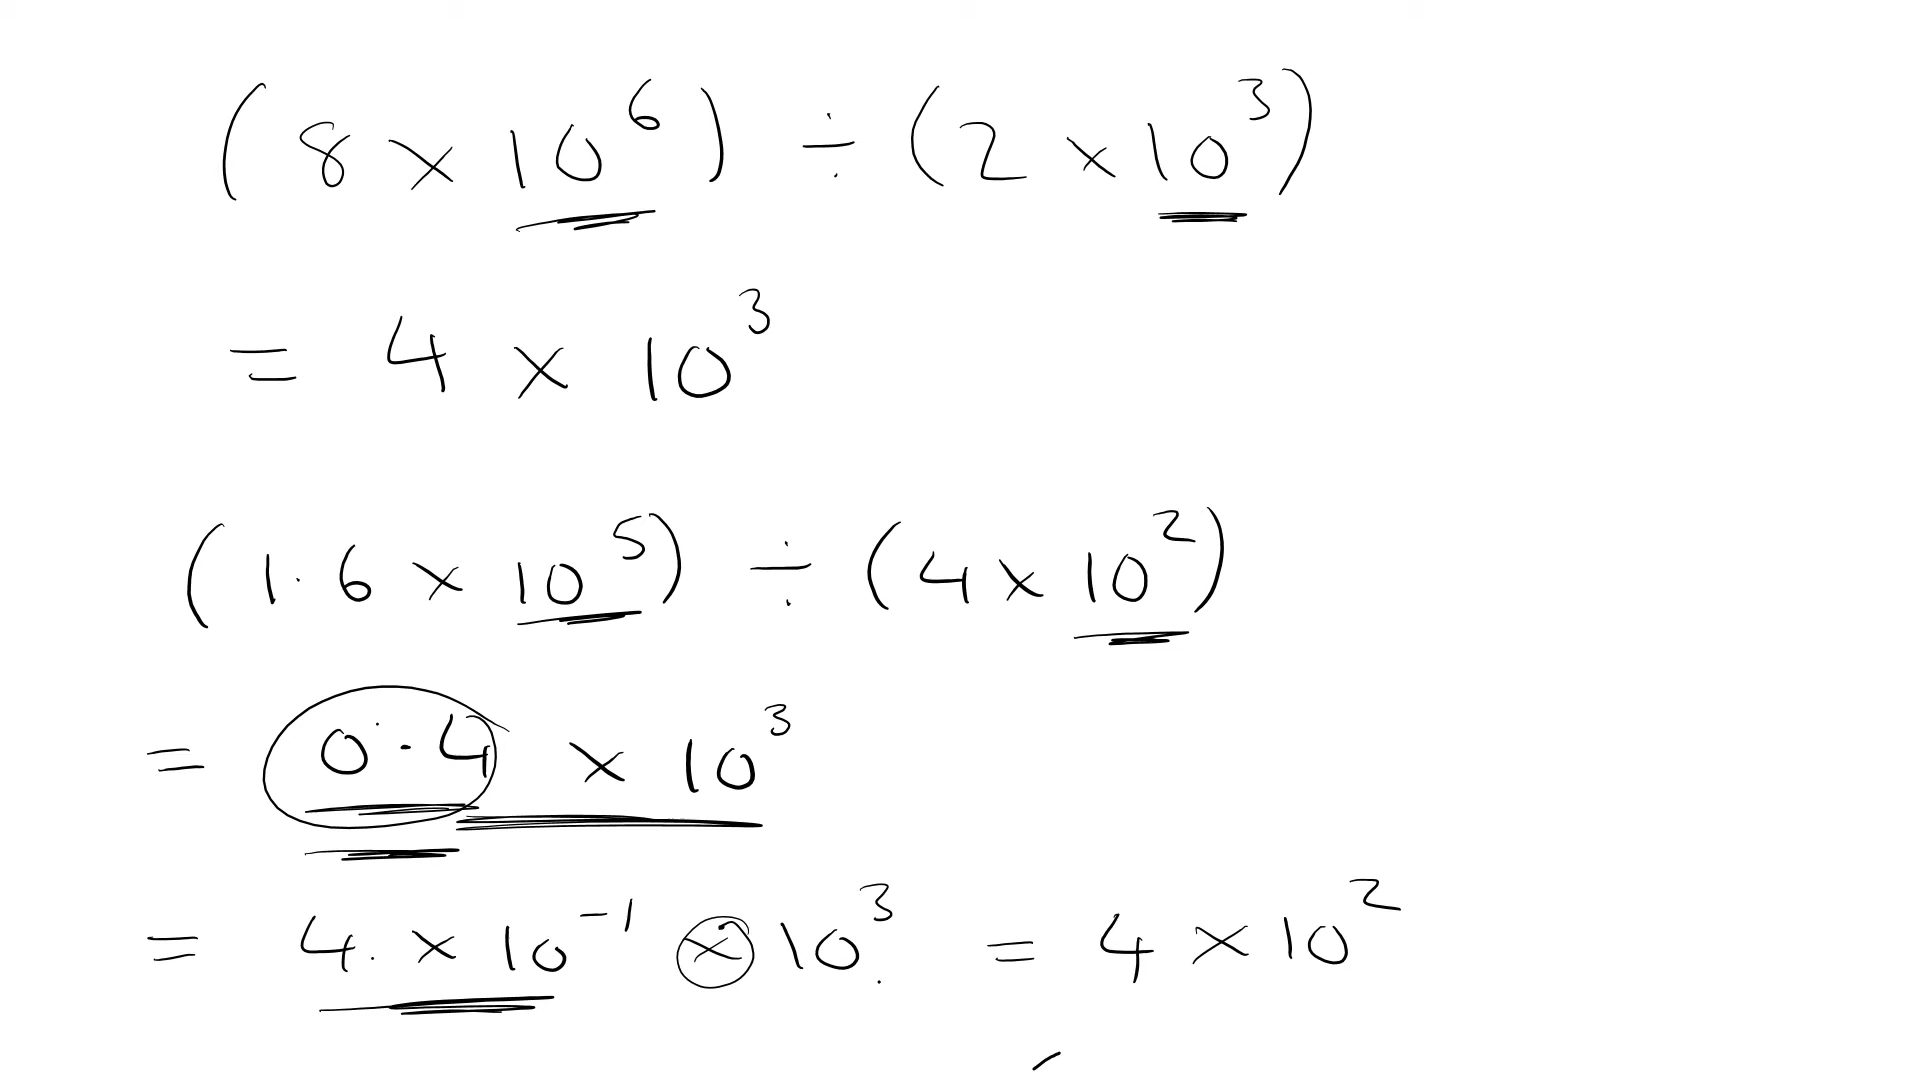 (8 × 10⁶) ÷ (2 × 10³)
= 4 × 10³
(1.6 × 10⁵) ÷ (4 × 10²)
= 0.4 × 10³
= 4. × 10⁻¹ × 10³ = 4 × 10²